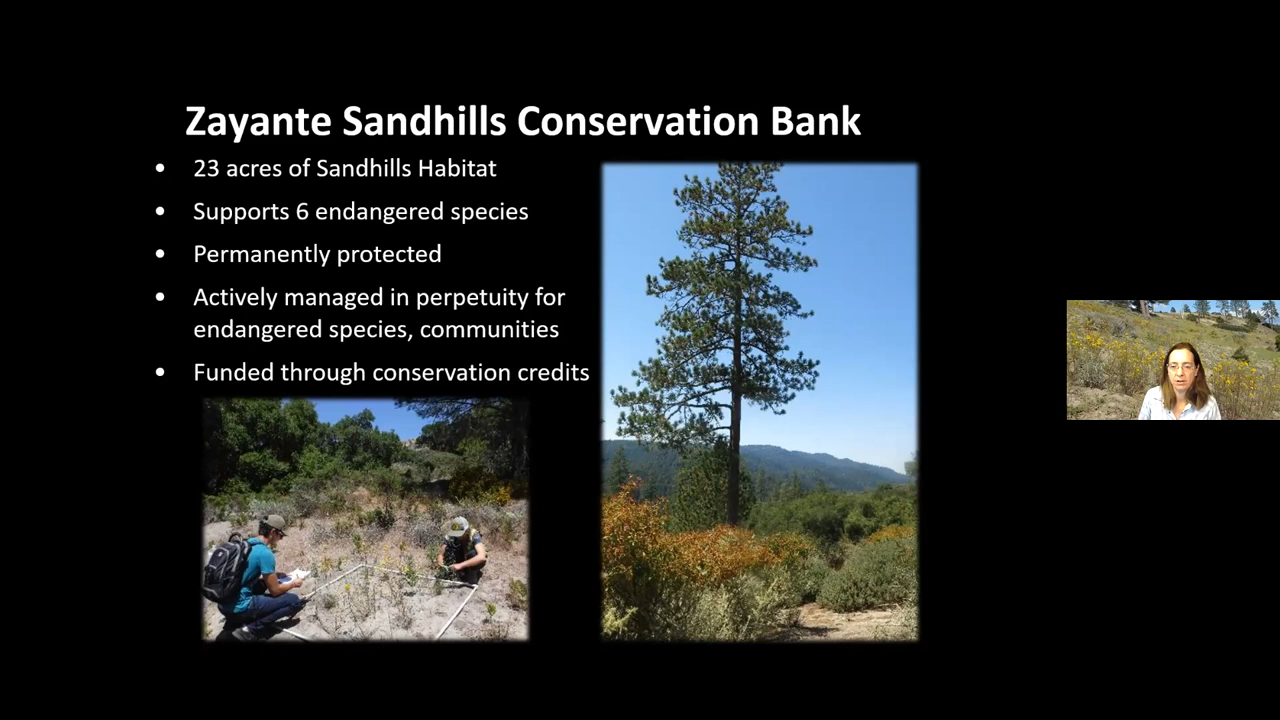 Zayante Sandhills Conservation Bank
• 23 acres of Sandhills Habitat
• Supports 6 endangered species
• Permanently protected
• Actively managed in perpetuity for
endangered species, communities
• Funded through conservation credits